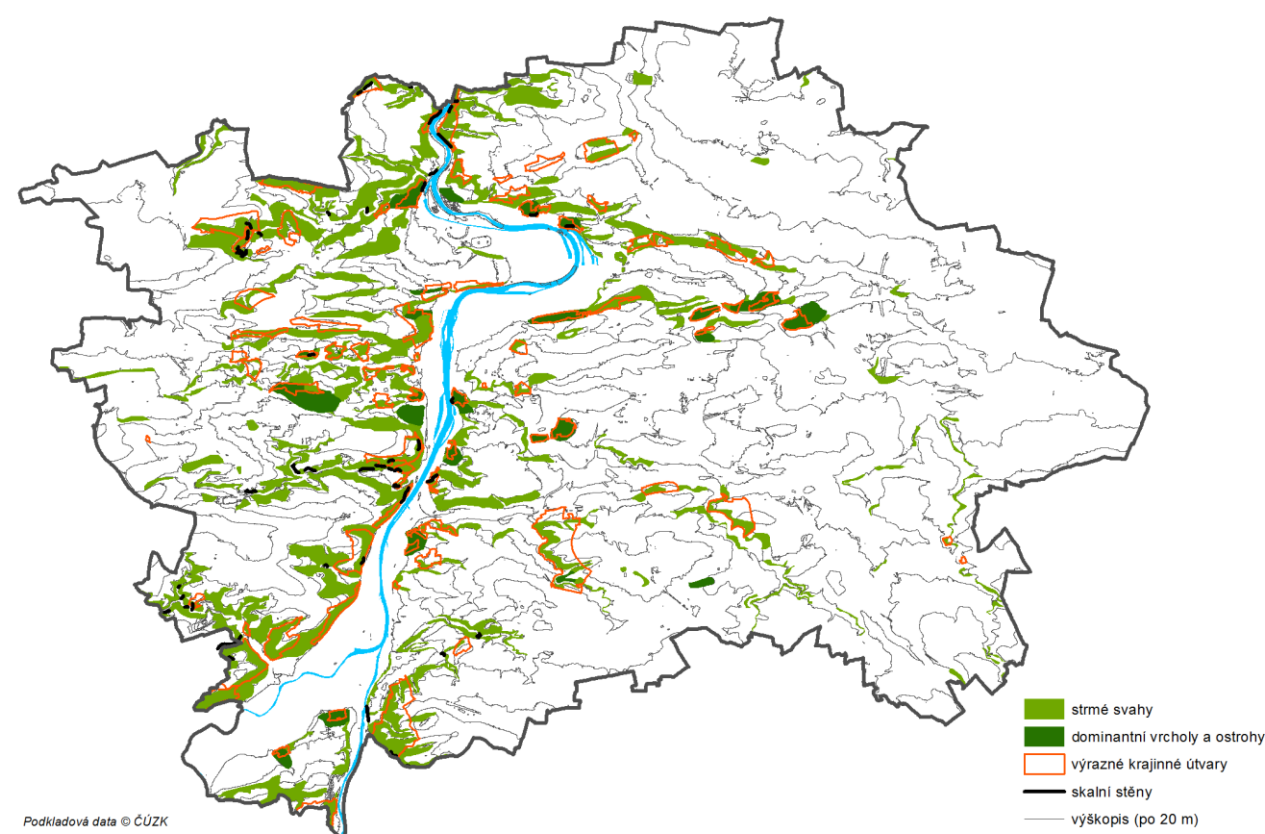 strmé svahy
dominantní vrcholy a ostrohy
výrazné krajinné útvary
skalní stěny
výškopis (po 20 m)
Podkladová data © ČÚZK